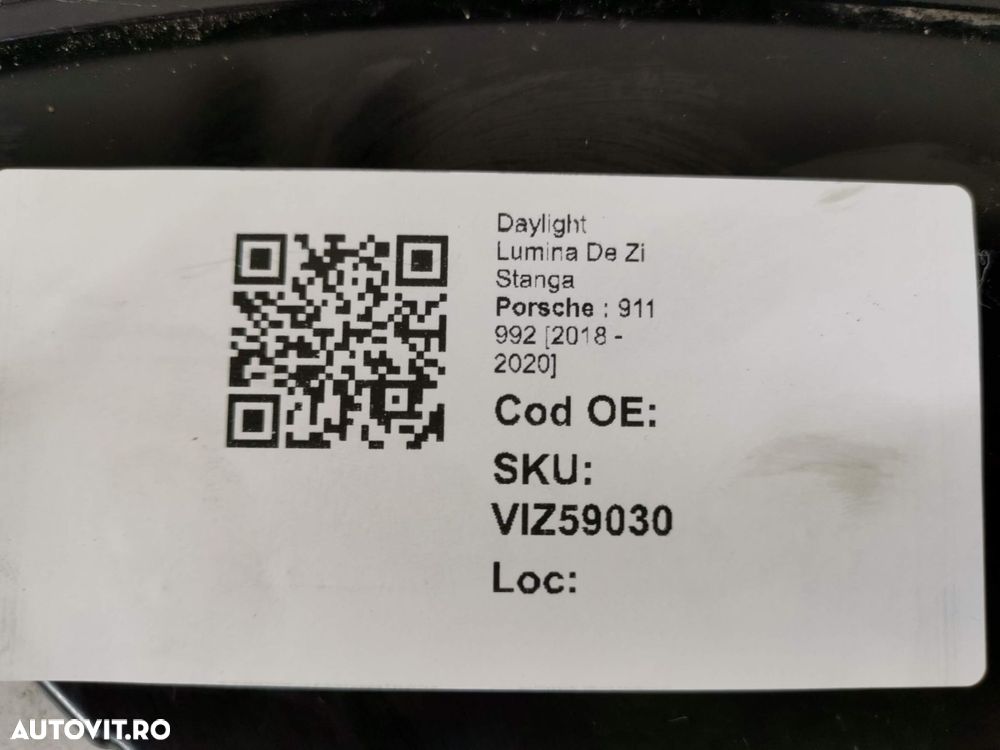 Daylight
Lumina De Zi
Stanga
Porsche : 911
992 [2018 -
2020]
Cod OE:
SKU:
VIZ59030
Loc:
AUTOVIT.RO